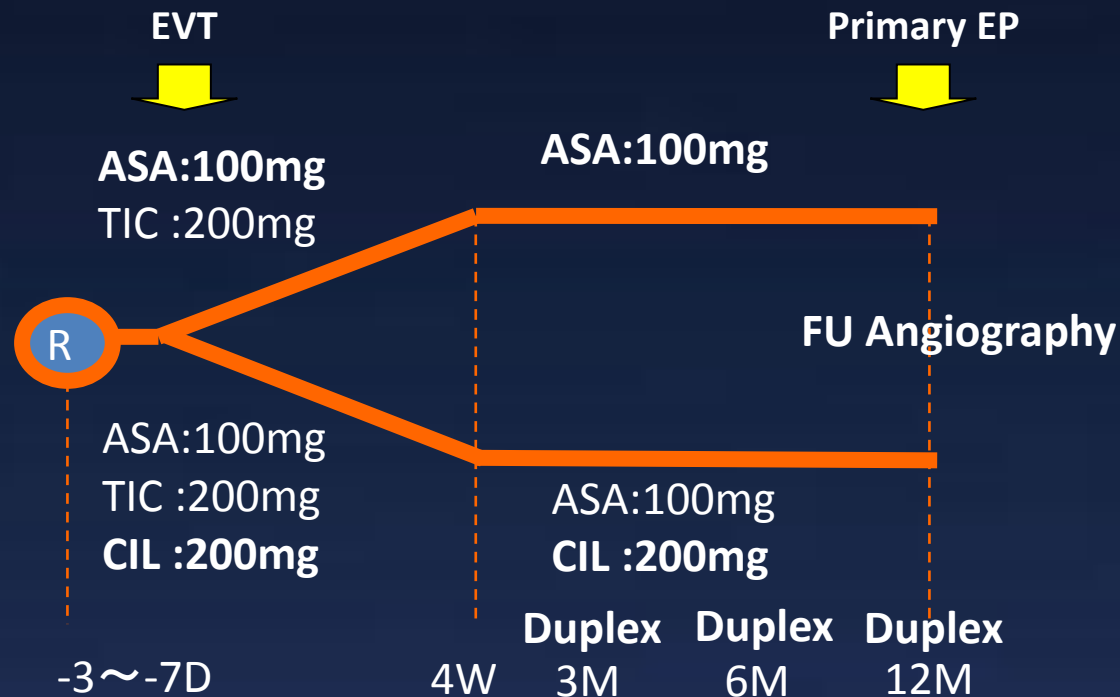 EVT
Primary EP
ASA:100mg
TIC :200mg
ASA:100mg
R
FU Angiography
ASA:100mg
TIC :200mg
CIL :200mg
ASA:100mg
CIL :200mg
Duplex Duplex Duplex
-3～-7D 4W 3M 6M 12M